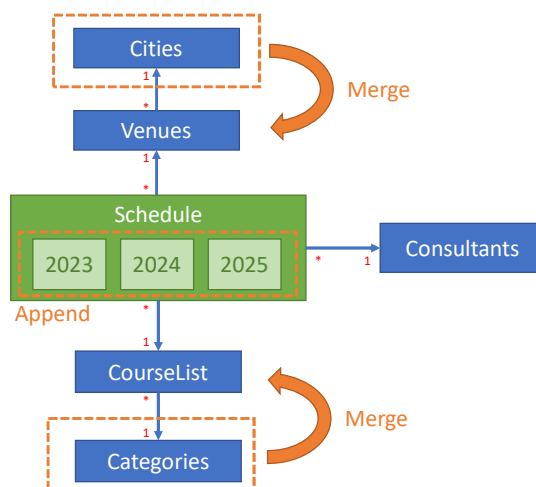 Cities
1
Merge
*
Venues
1
*
Schedule
2023 2024 2025
Consultants
* 1
Append
*
1
CourseList
*
Merge
1
Categories